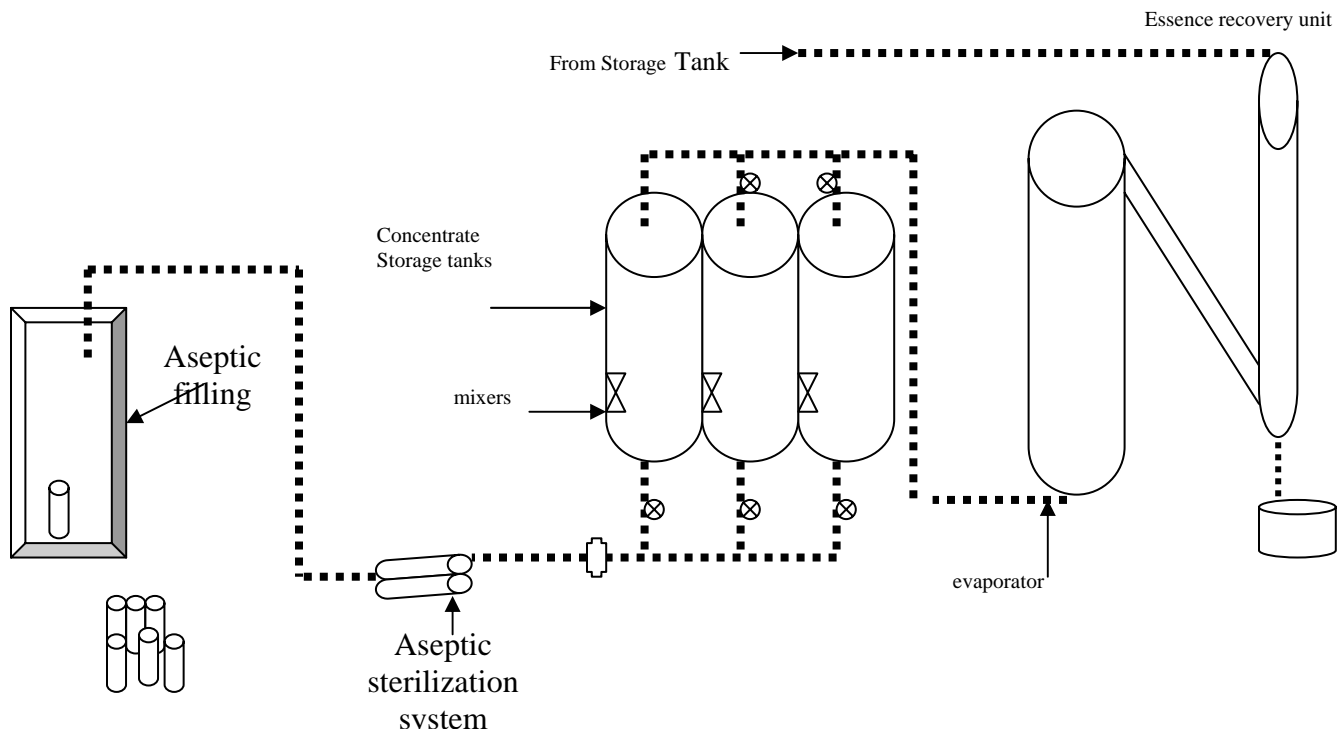 Essence recovery unit
From Storage Tank
Concentrate
Storage tanks
Aseptic
filling
mixers
evaporator
Aseptic
sterilization
system